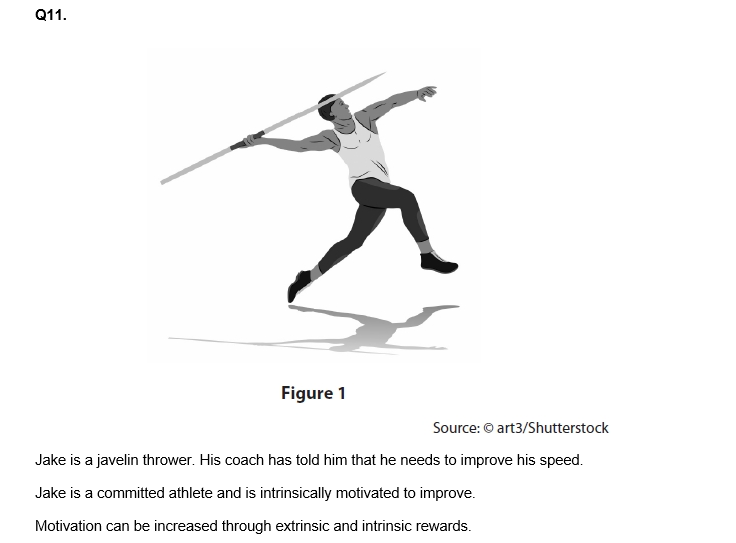 Q11.
Figure 1
Source: © art3/Shutterstock
Jake is a javelin thrower. His coach has told him that he needs to improve his speed.
Jake is a committed athlete and is intrinsically motivated to improve.
Motivation can be increased through extrinsic and intrinsic rewards.